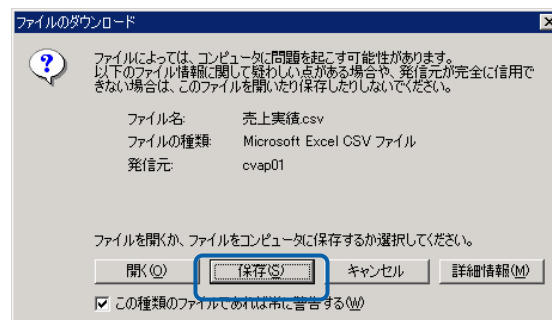 ファイルのダウンロード
ファイルによっては、コンピュータに問題を起こす可能性があります。
以下のファイル情報に関して疑わしい点がある場合や、発信元が完全に信用で
きない場合は、このファイルを開いたり保存したりしないでください。
ファイル名: 売上実績.csv
ファイルの種類: Microsoft Excel CSV ファイル
発信元: cvap01
ファイルを開くか、ファイルをコンピュータに保存するか選択してください。
開く(O) 保存(S) キャンセル 詳細情報(M)
この種類のファイルであれば常に警告する(W)